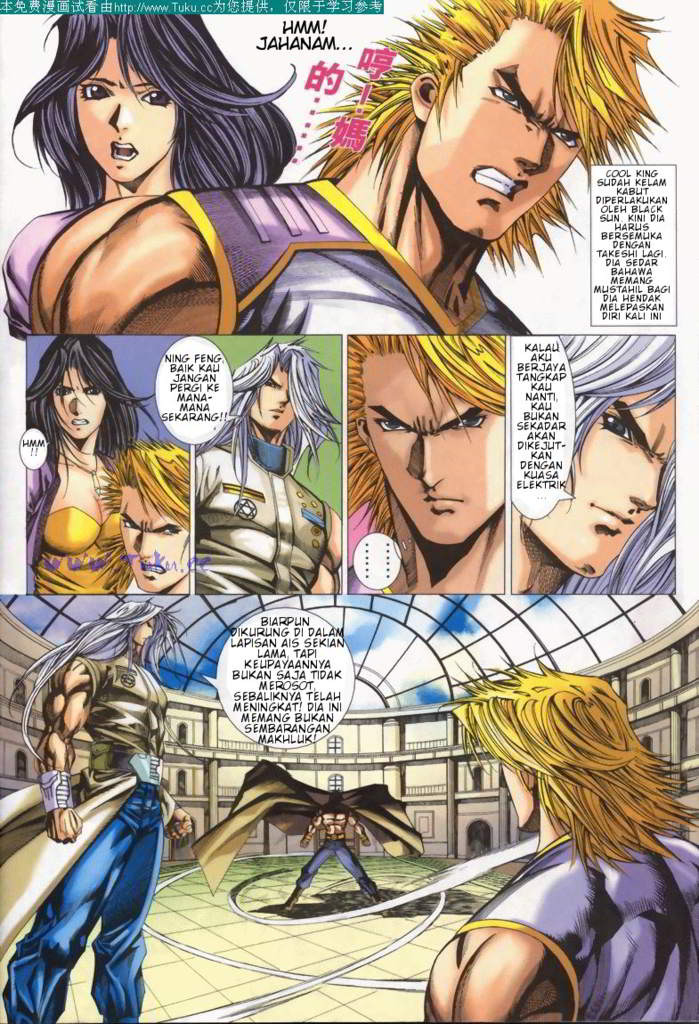 本免费漫画试看由http://www.Tuku.cc为您提供，仅限于学习参考
HMM!
JAHANAM...
哼！媽
的......
COOL KING
SUDAH KELAM
KABUT
DIPERLAKUKAN
OLEH BLACK
SUN. KINI DIA
HARUS
BERSEMUKA
DENGAN
TAKESHI LAGI.
DIA SEDAR
BAHAWA
MEMANG
MUSTAHIL BAGI
DIA HENDAK
MELEPASKAN
DIRI KALI INI
HMM
!!
NING FENG,
BAIK KAU
JANGAN
PERGI KE
MANA-
MANA
SEKARANG!!
www.Tuku.cc
KALAU
AKU
BERJAYA
TANGKAP
KAU
NANTI,
KAU
BUKAN
SEKADAR
AKAN
DIKEJUT-
KAN
DENGAN
KUASA
ELEKTRIK
...
......
BIARPUN
DIKURUNG DI DALAM
LAPISAN AIS SEKIAN
LAMA, TAPI
KEUPAYAANNYA
BUKAN SAJA TIDAK
MEROSOT,
SEBALIKNYA TELAH
MENINGKAT! DIA INI
MEMANG BUKAN
SEMBARANGAN
MAKHLUK!